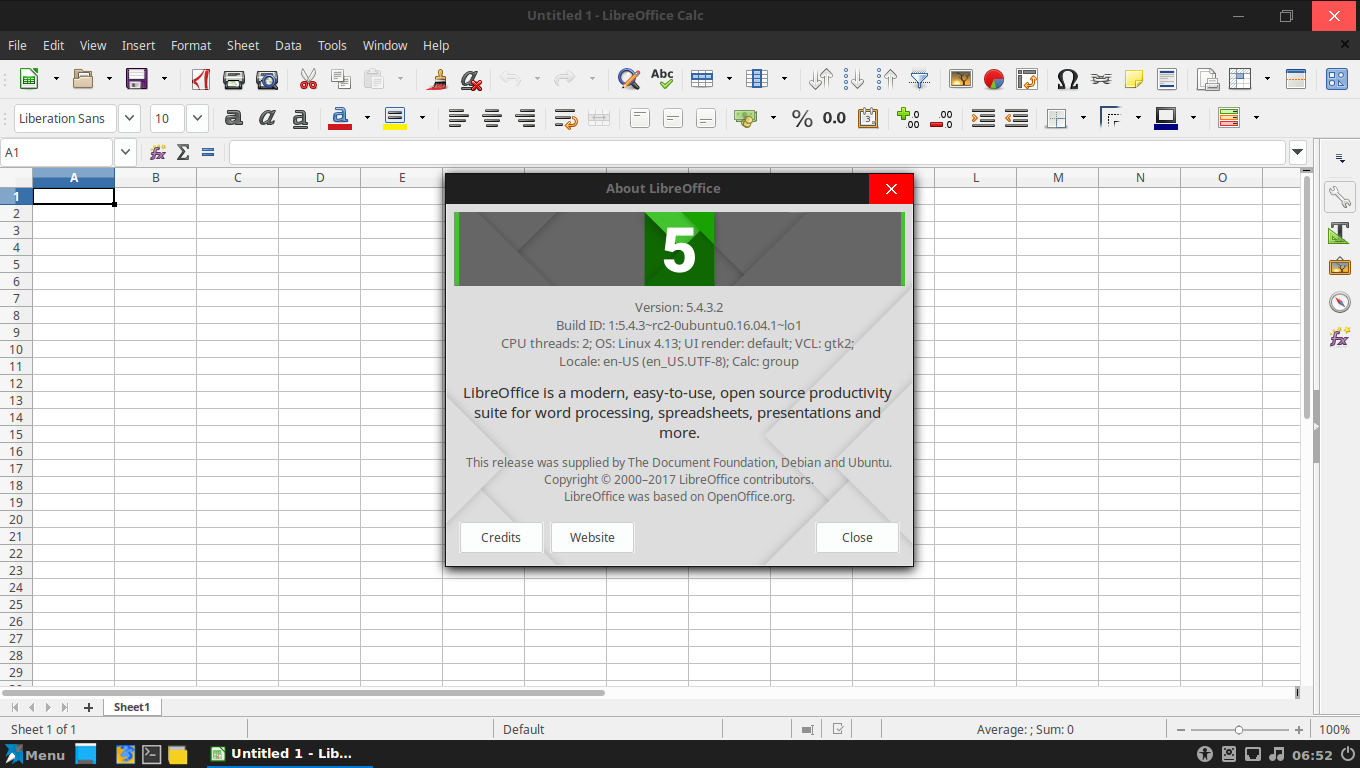 Untitled 1 - LibreOffice Calc
File Edit View Insert Format Sheet Data Tools Window Help
Abc
Liberation Sans 10 a a a a % 0.0 .00 .00
A1
A B C D E L M N O
1
2
3
4
5
6
7
8
9
10
11
12
13
14
15
16
17
18
19
20
21
22
23
24
25
26
27
28
29
About LibreOffice
5
Version: 5.4.3.2
Build ID: 1:5.4.3~rc2-0ubuntu0.16.04.1~lo1
CPU threads: 2; OS: Linux 4.13; UI render: default; VCL: gtk2;
Locale: en-US (en_US.UTF-8); Calc: group
LibreOffice is a modern, easy-to-use, open source productivity
suite for word processing, spreadsheets, presentations and
more.
This release was supplied by The Document Foundation, Debian and Ubuntu.
Copyright © 2000–2017 LibreOffice contributors.
LibreOffice was based on OpenOffice.org.
Credits Website Close
Sheet1
Sheet 1 of 1 Default Average: ; Sum: 0 100%
Menu Untitled 1 - Lib... 06:52